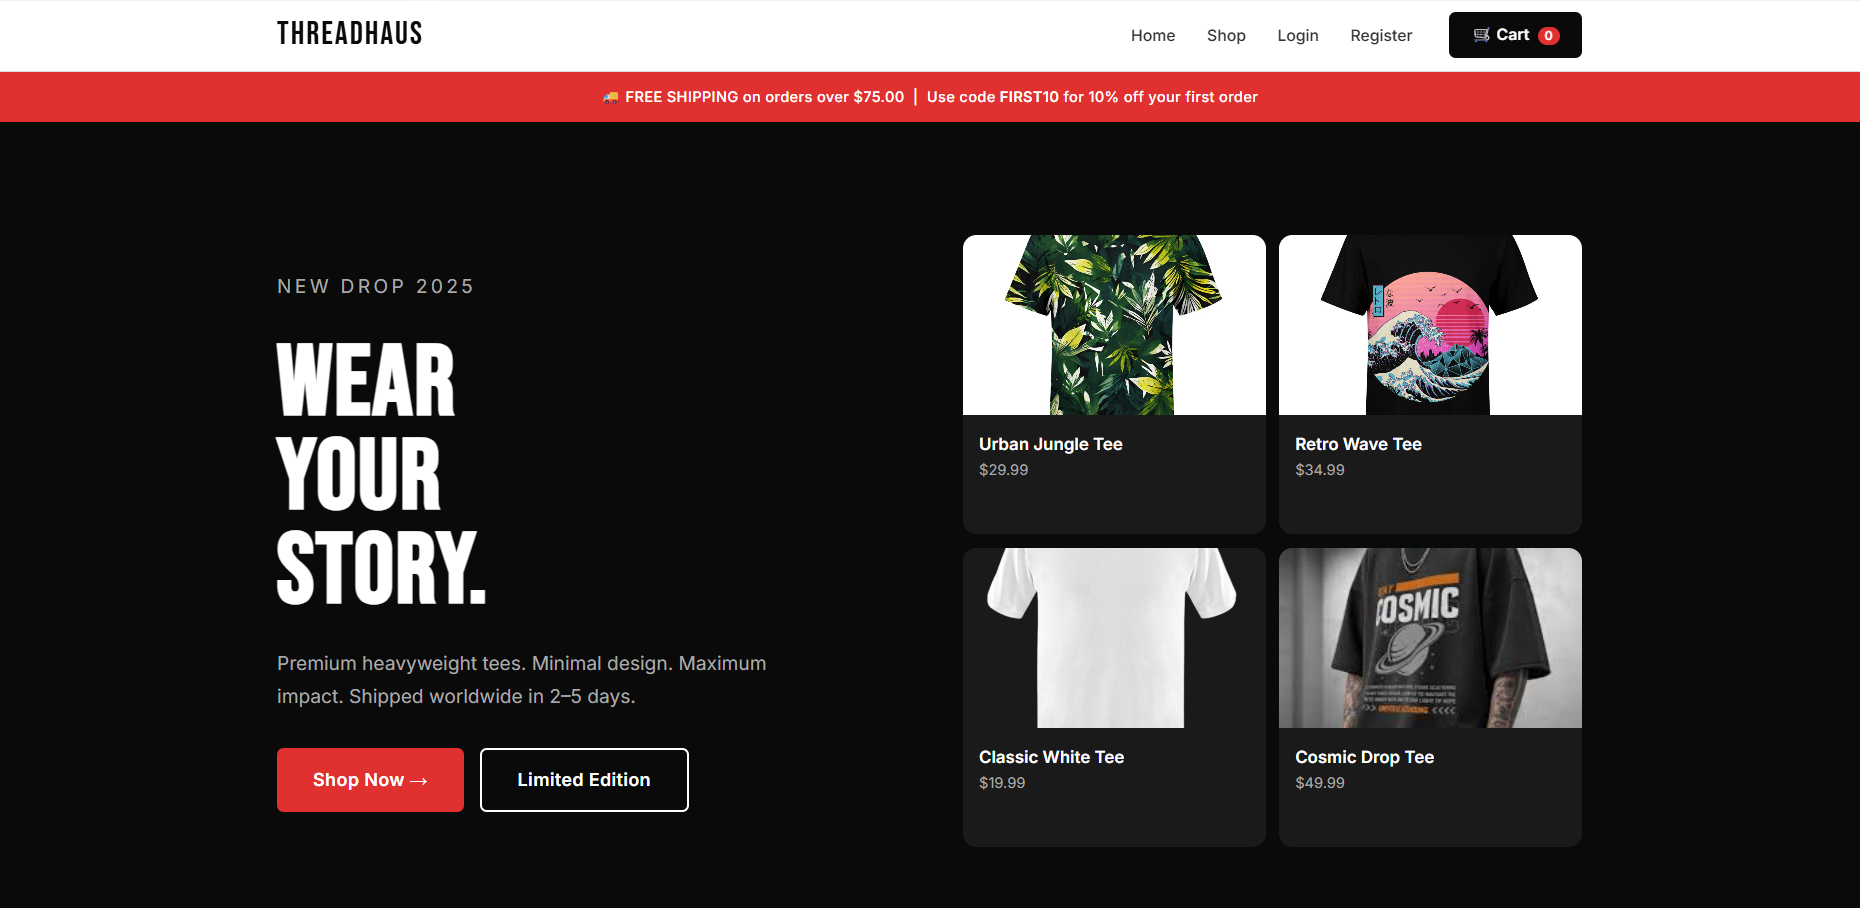 THREADHAUS
Home Shop Login Register 🛒 Cart 0
🚚 FREE SHIPPING on orders over $75.00 | Use code FIRST10 for 10% off your first order
NEW DROP 2025
WEAR
YOUR
STORY.
Premium heavyweight tees. Minimal design. Maximum
impact. Shipped worldwide in 2–5 days.
Shop Now → Limited Edition
レトロ
Urban Jungle Tee
$29.99
Retro Wave Tee
$34.99
COSMIC
Classic White Tee
$19.99
Cosmic Drop Tee
$49.99